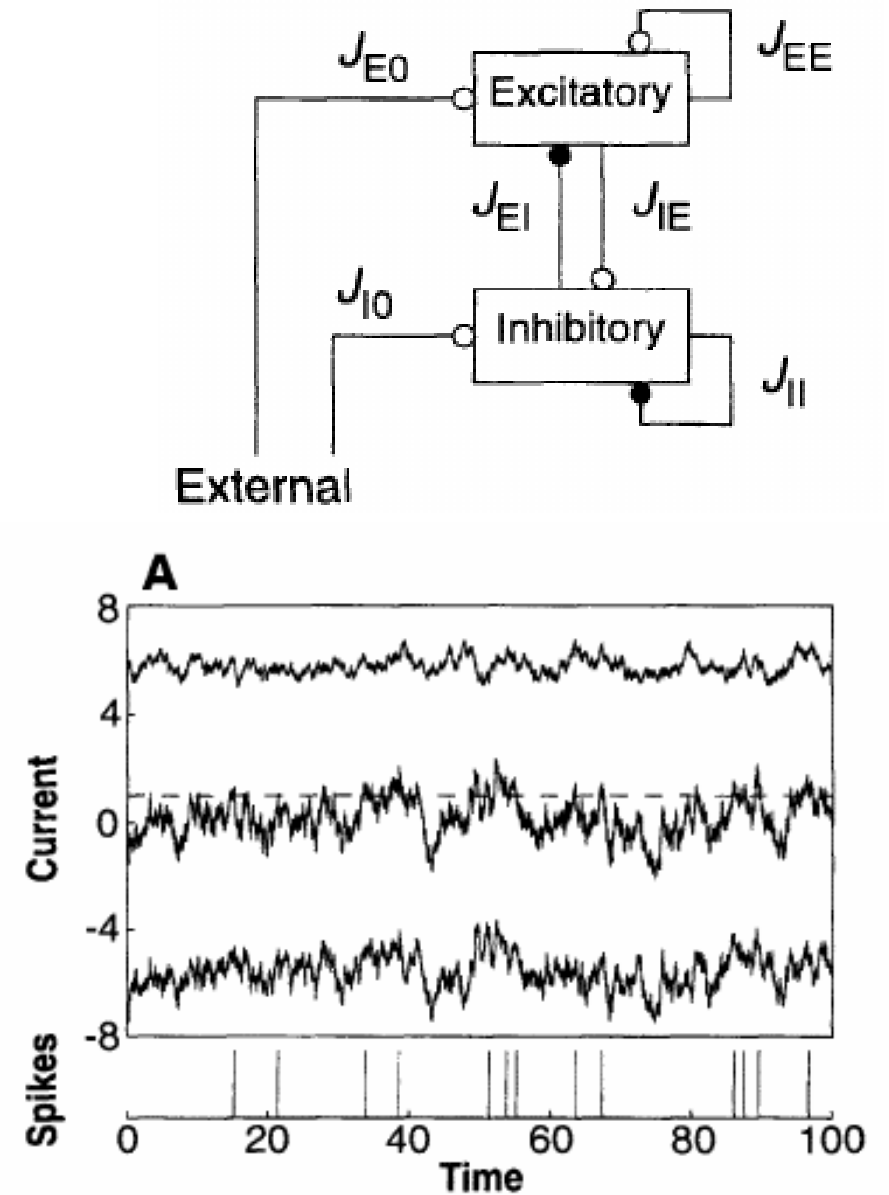 J_E0
J_EE
Excitatory
J_EI
J_IE
J_I0
Inhibitory
J_II
External
A
8
4
0
-4
-8
Current
Spikes
0 20 40 60 80 100
Time